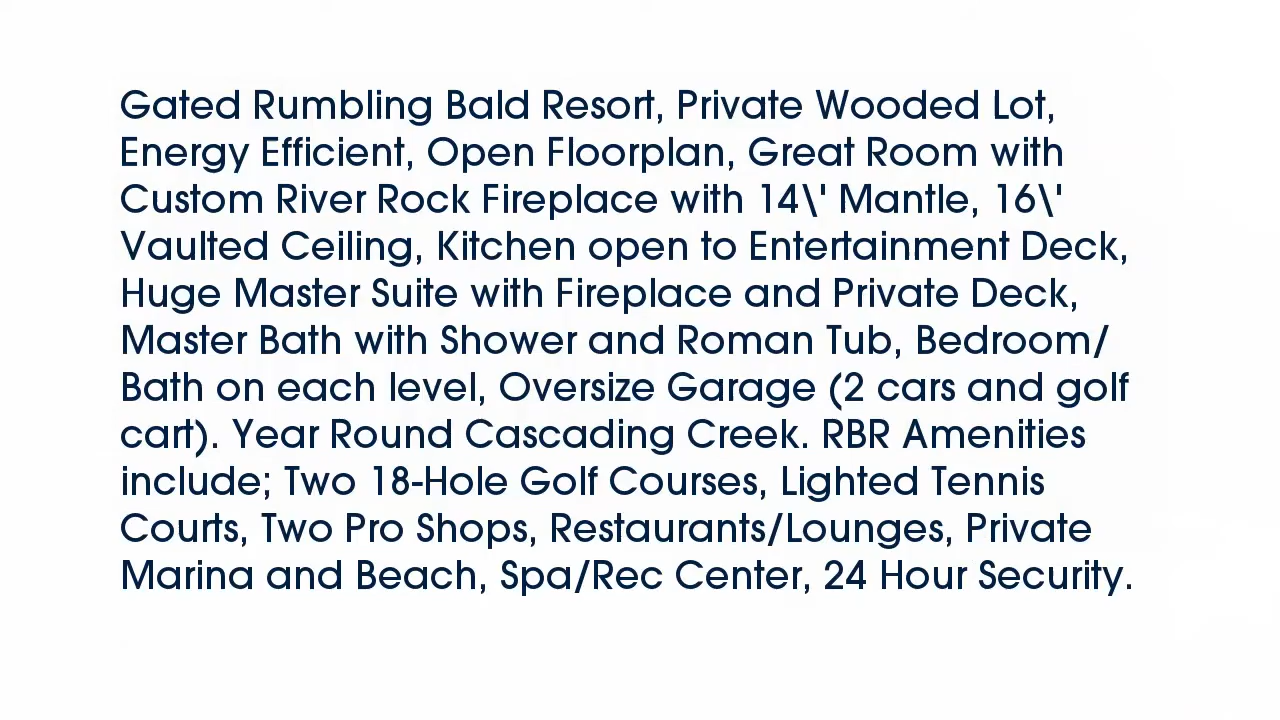 Gated Rumbling Bald Resort, Private Wooded Lot,
Energy Efficient, Open Floorplan, Great Room with
Custom River Rock Fireplace with 14\' Mantle, 16\'
Vaulted Ceiling, Kitchen open to Entertainment Deck,
Huge Master Suite with Fireplace and Private Deck,
Master Bath with Shower and Roman Tub, Bedroom/
Bath on each level, Oversize Garage (2 cars and golf
cart). Year Round Cascading Creek. RBR Amenities
include; Two 18-Hole Golf Courses, Lighted Tennis
Courts, Two Pro Shops, Restaurants/Lounges, Private
Marina and Beach, Spa/Rec Center, 24 Hour Security.